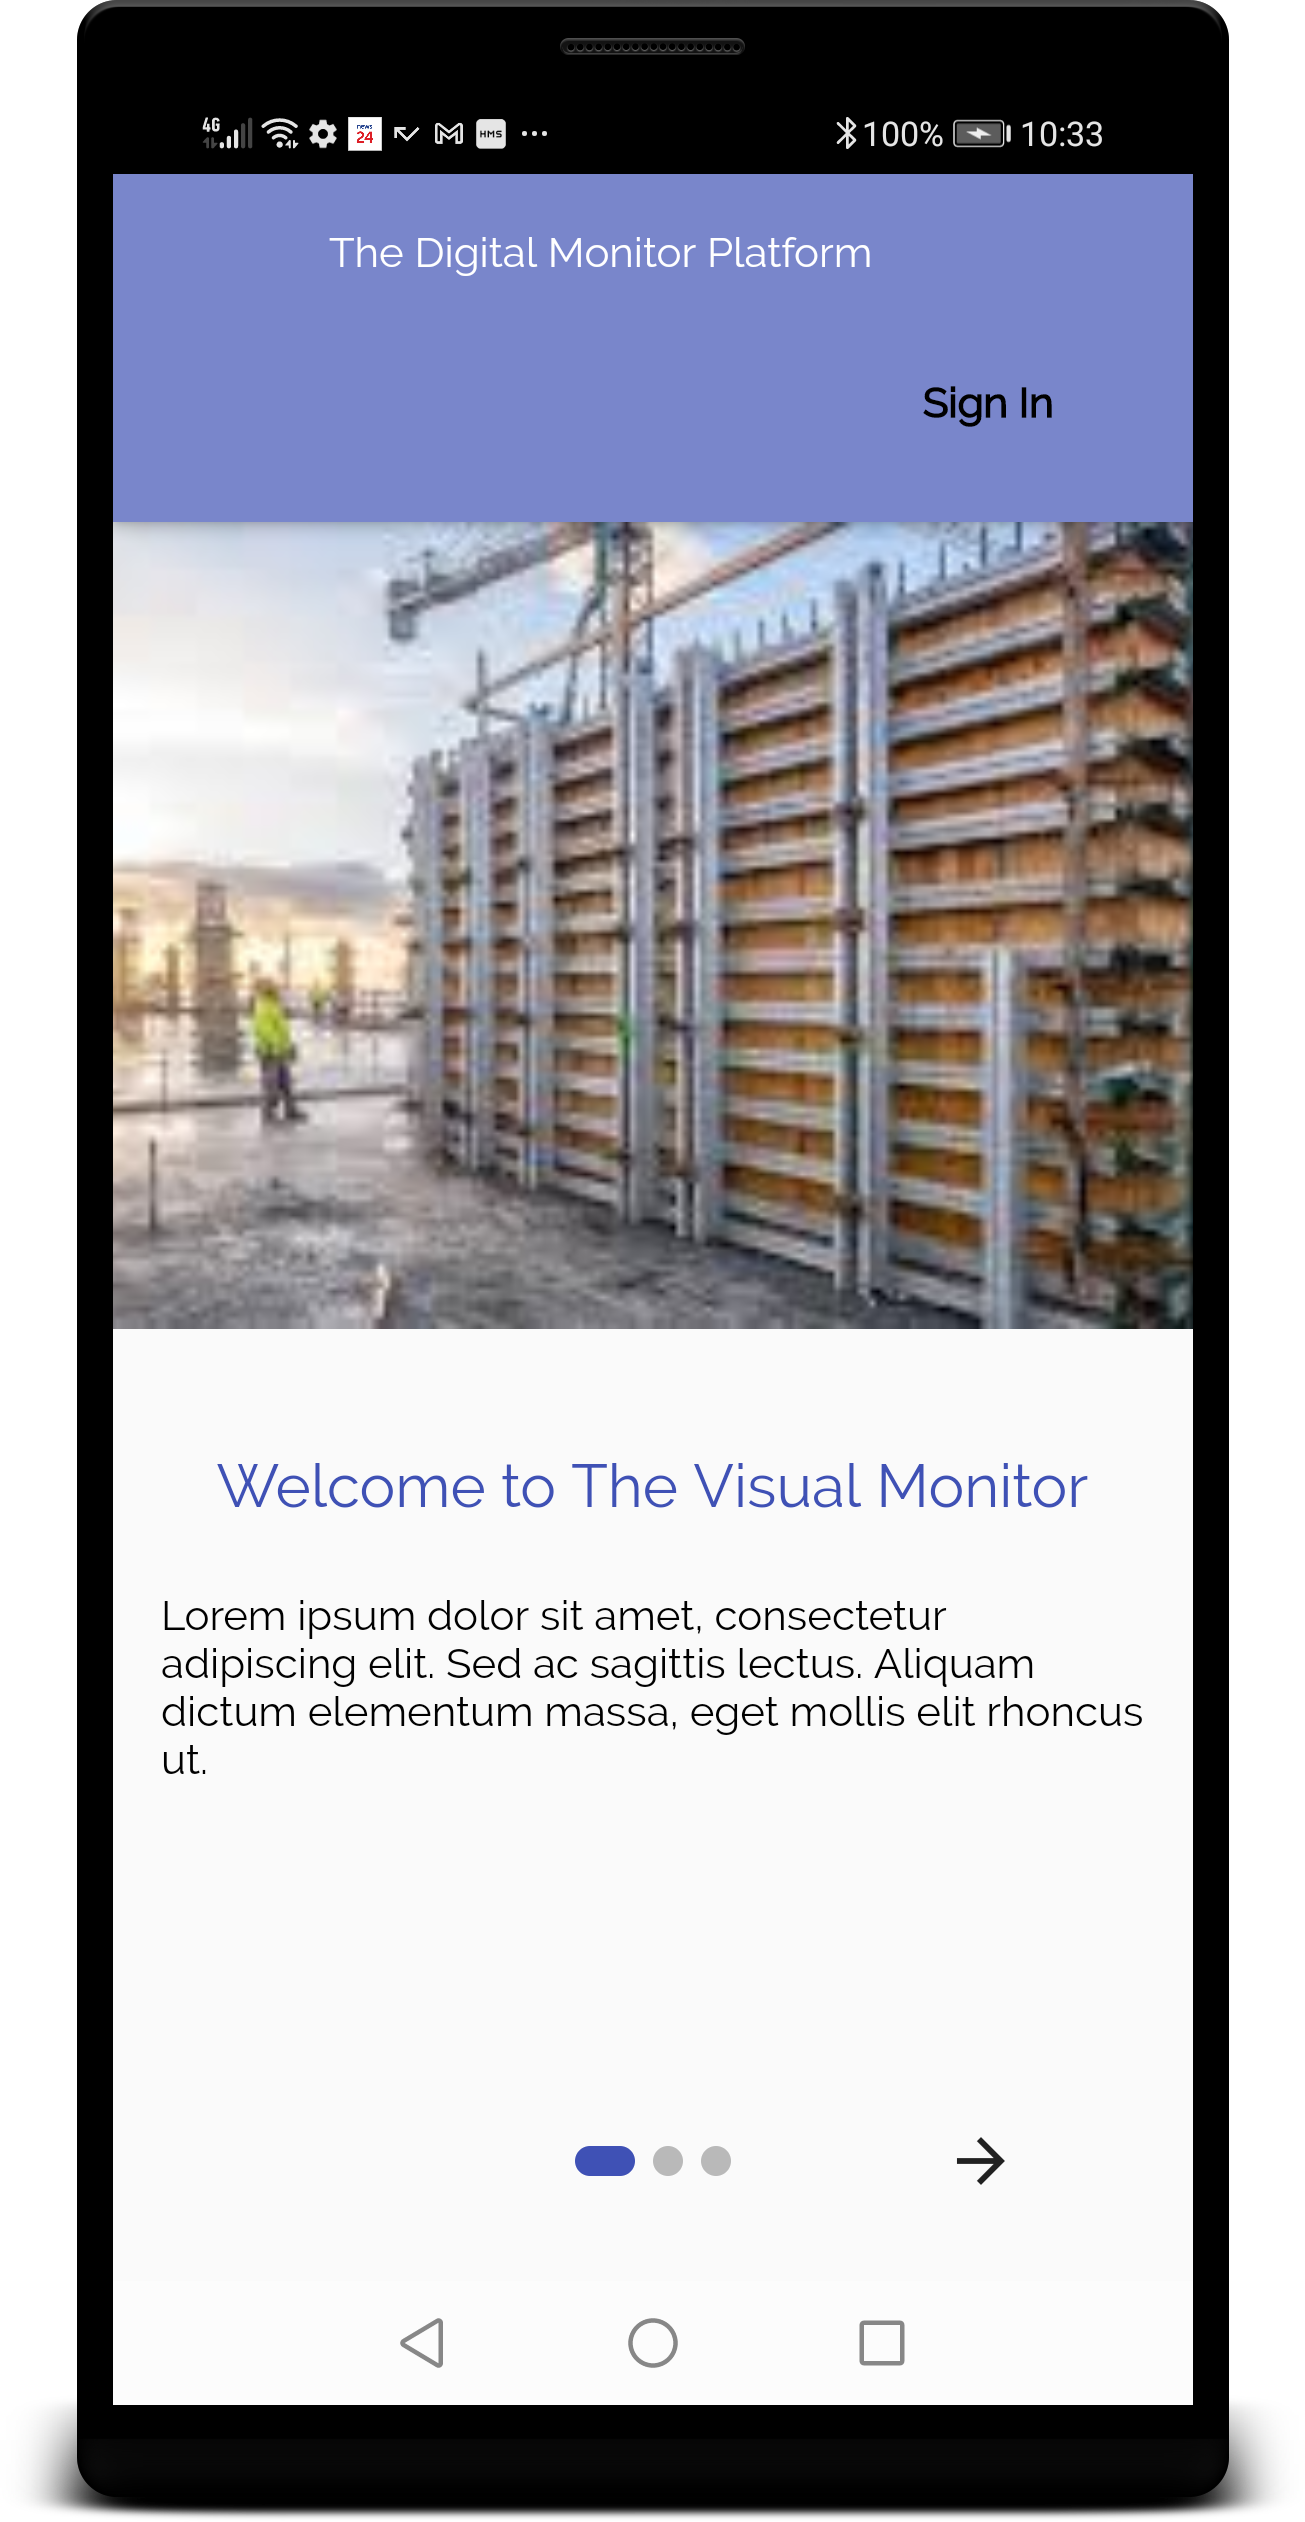 4G news 24 HMS 100% 10:33
The Digital Monitor Platform
Sign In
Welcome to The Visual Monitor
Lorem ipsum dolor sit amet, consectetur
adipiscing elit. Sed ac sagittis lectus. Aliquam
dictum elementum massa, eget mollis elit rhoncus
ut.